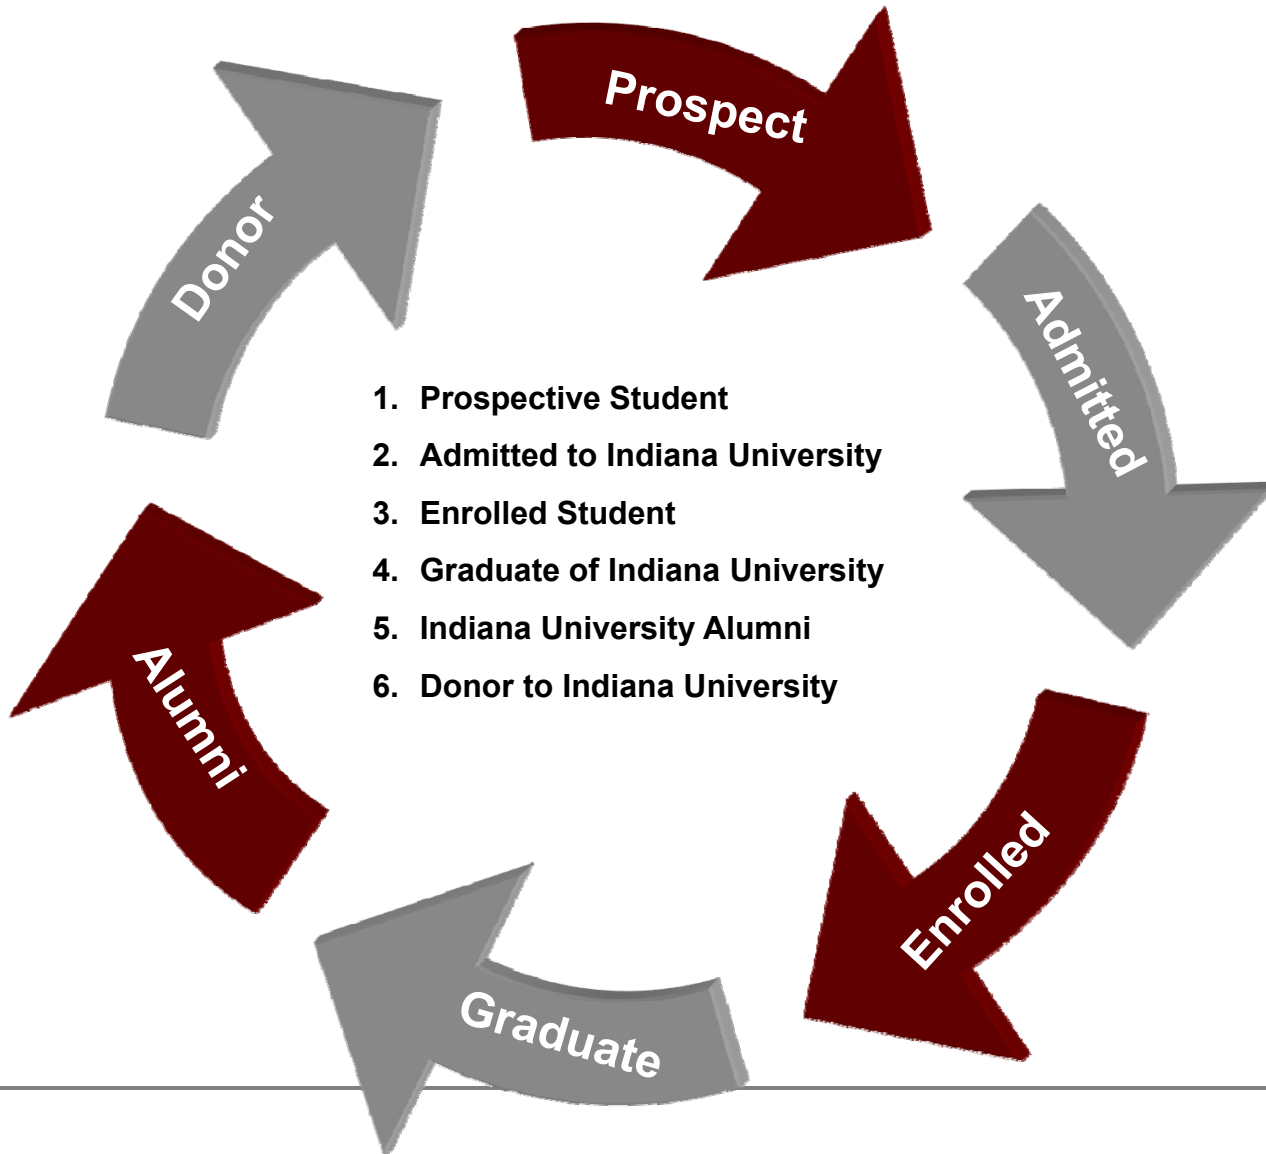 Prospect
Donor
Admitted
1. Prospective Student
2. Admitted to Indiana University
3. Enrolled Student
4. Graduate of Indiana University
5. Indiana University Alumni
6. Donor to Indiana University
Alumni
Enrolled
Graduate